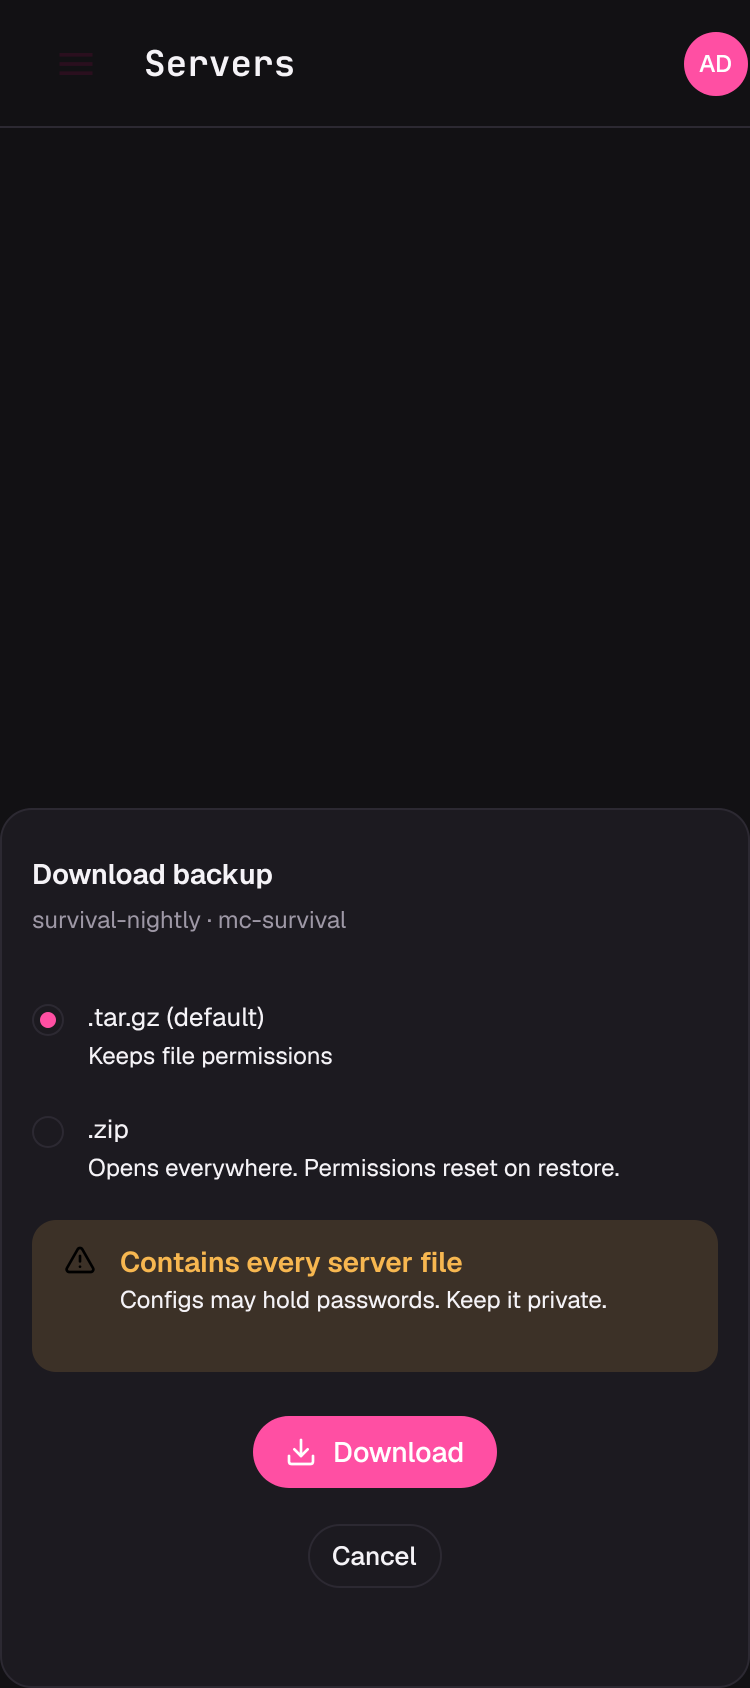 Servers
AD
Download backup
survival-nightly · mc-survival
.tar.gz (default)
Keeps file permissions
.zip
Opens everywhere. Permissions reset on restore.
Contains every server file
Configs may hold passwords. Keep it private.
Download
Cancel